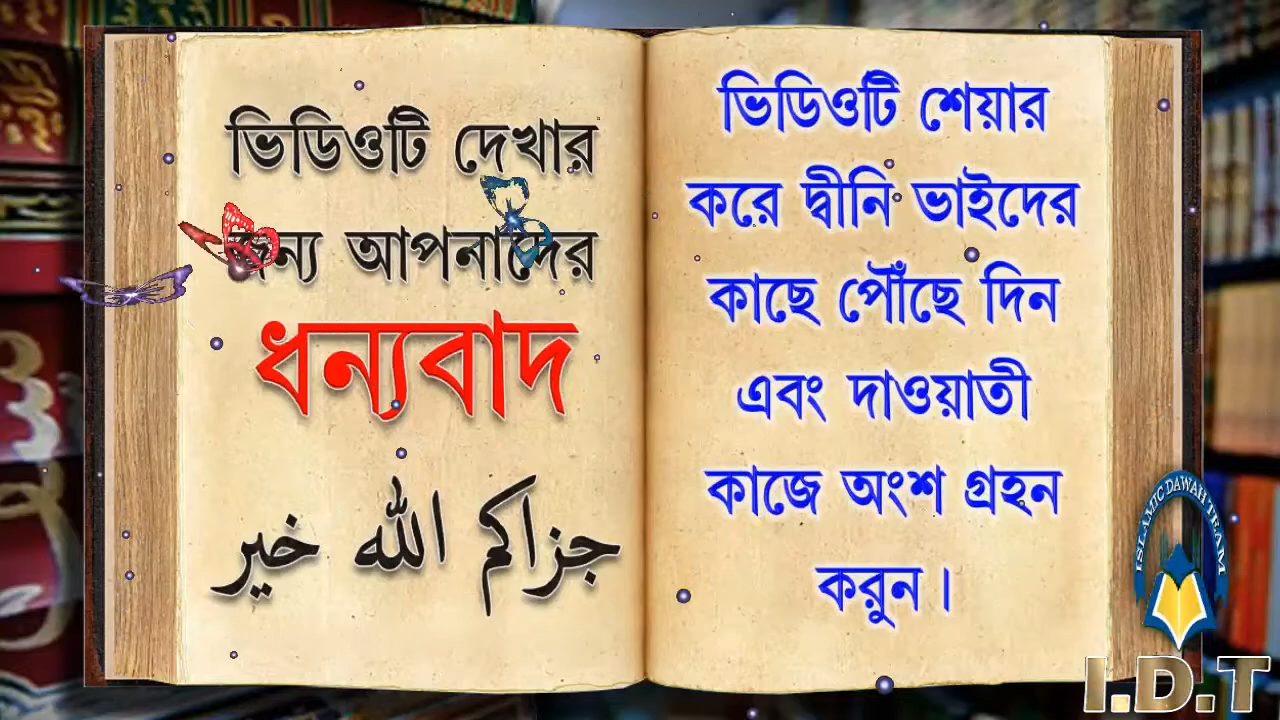 ভিডিওটি দেখার
জন্য আপনাদের
ধন্যবাদ
جزاكم الله خير
ভিডিওটি শেয়ার
করে দ্বীনি ভাইদের
কাছে পৌঁছে দিন
এবং দাওয়াতী
কাজে অংশ গ্রহন
করুন।
ISLAMIC DAWAH TEAM
I.D.T